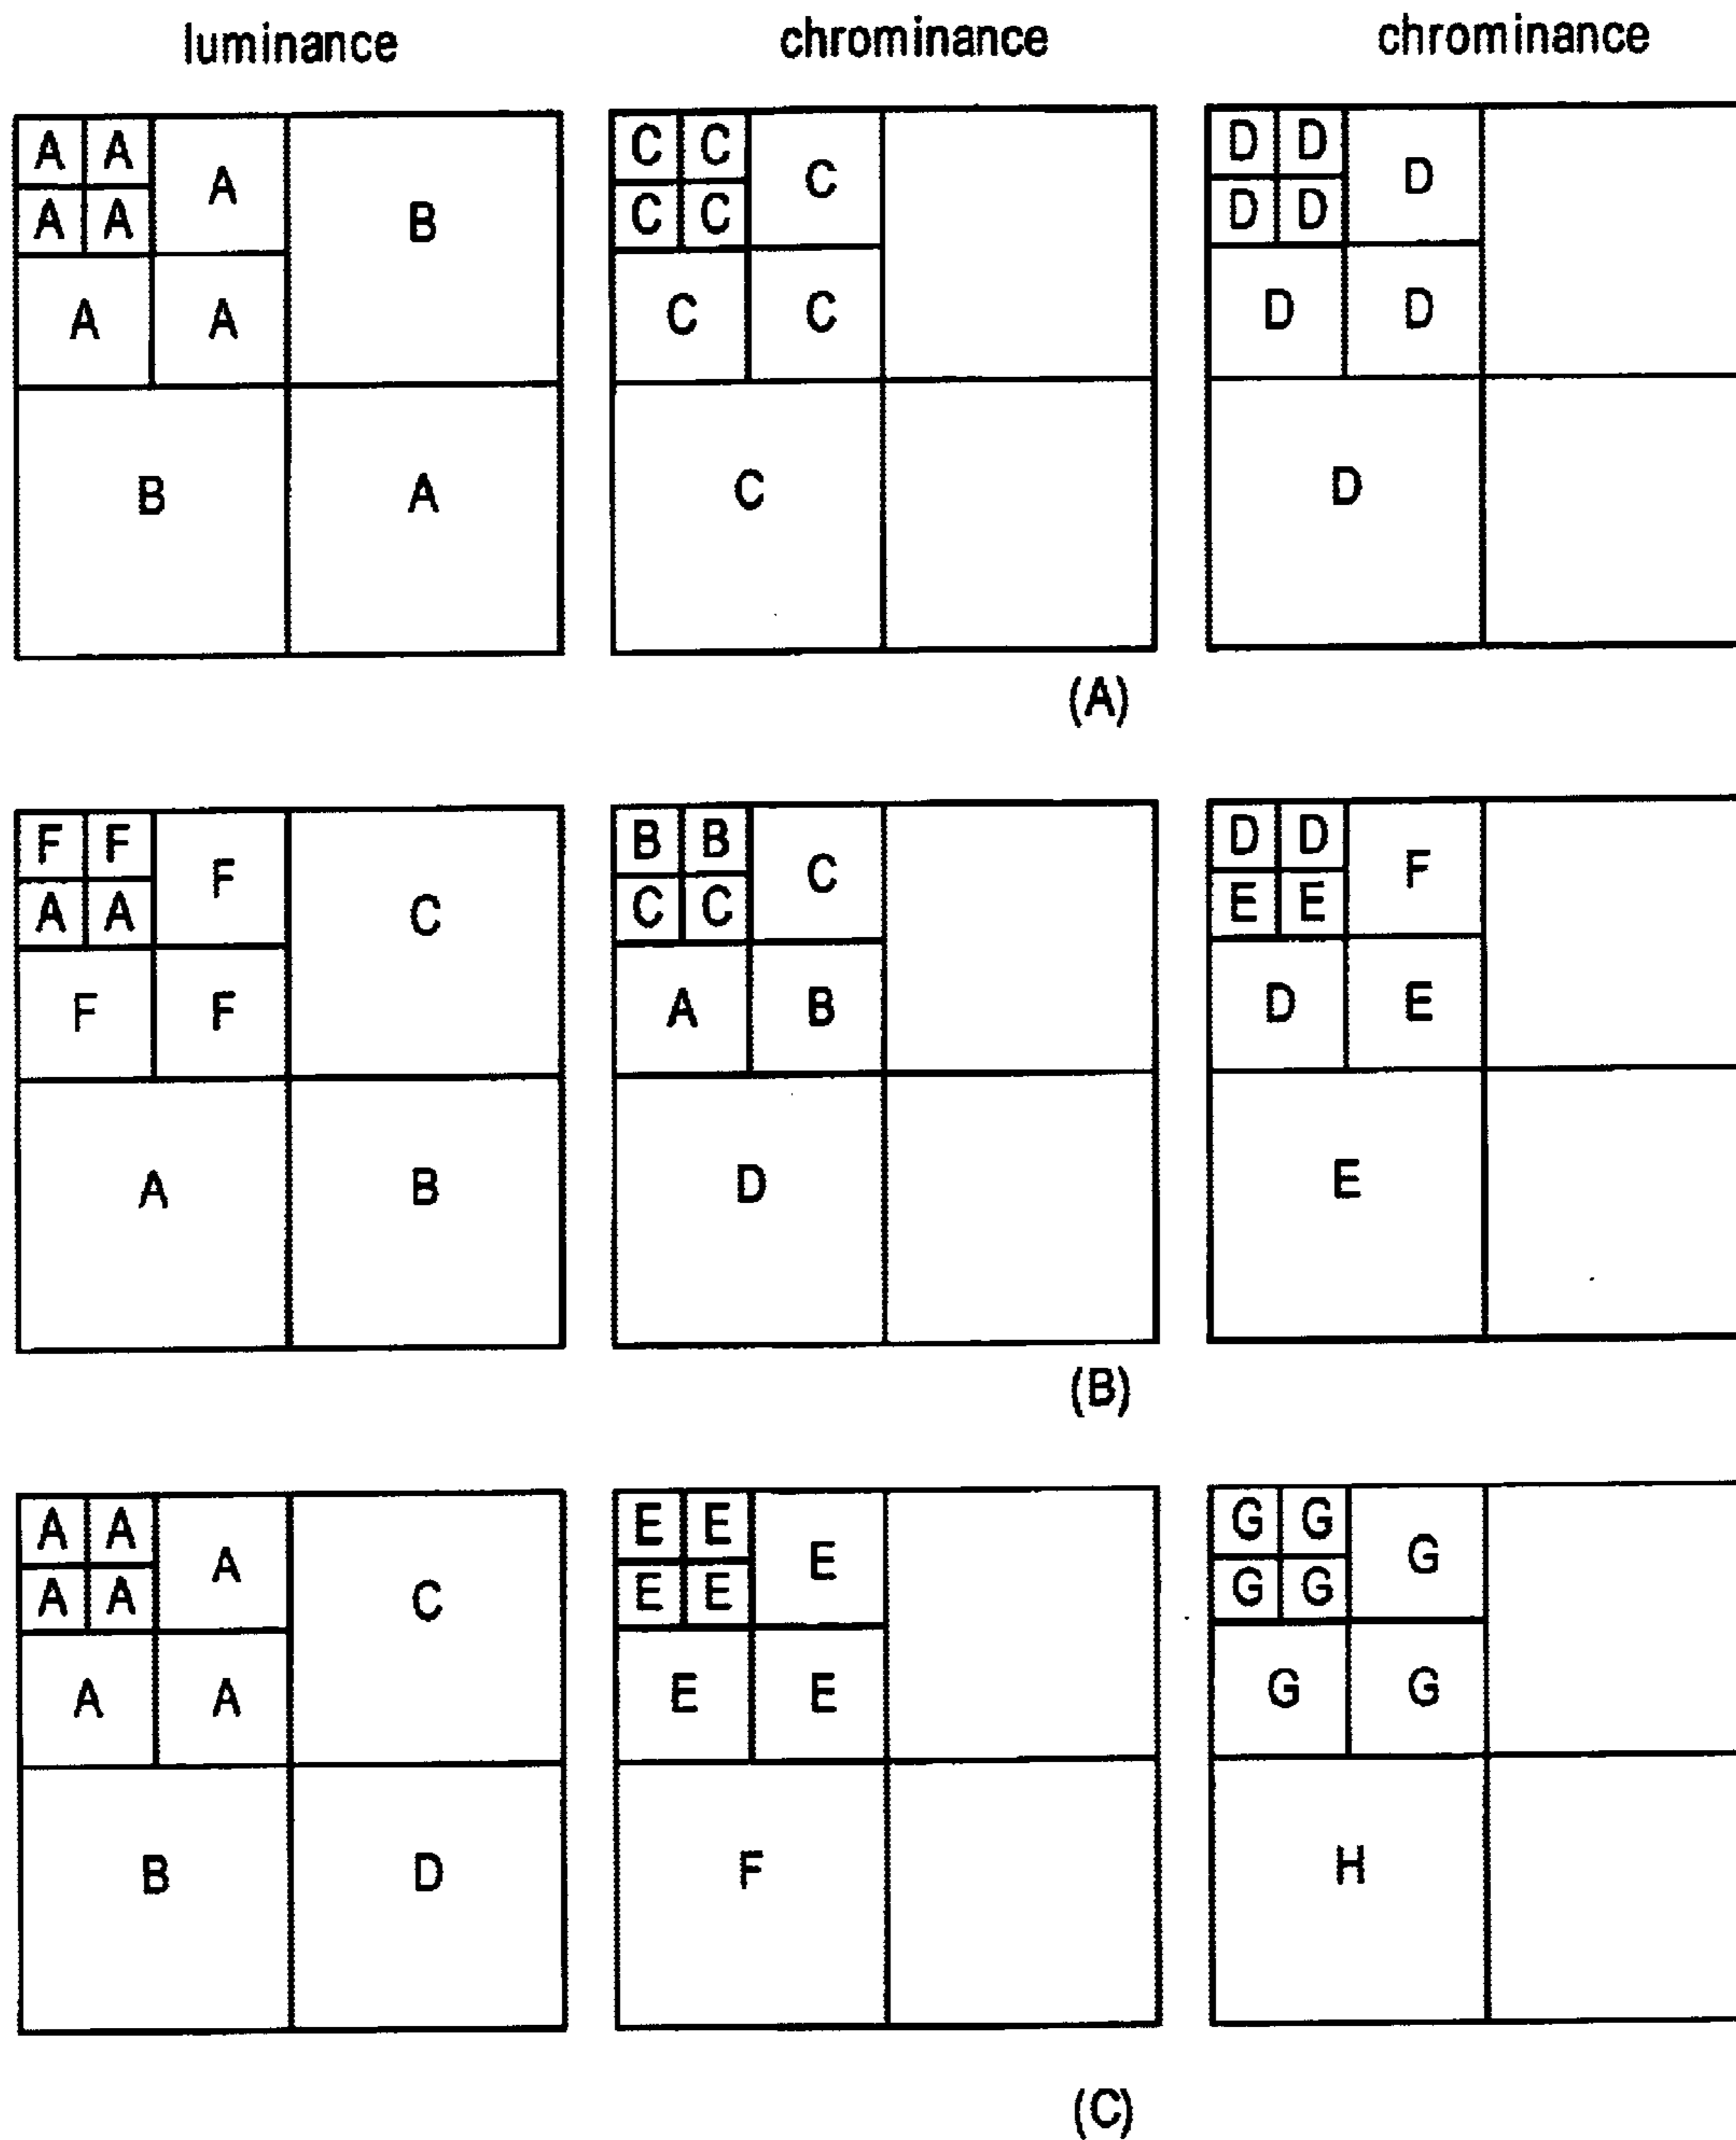 luminance chrominance chrominance
A A A B C C C D D D
A A C C D D
A A C C D D
B A C D
(A)
F F F C B B C D D F
A A C C E E
F F A B D E
A B D E
(B)
A A A C E E E G G G
A A E E G G
A A E E G G
B D F H
(C)